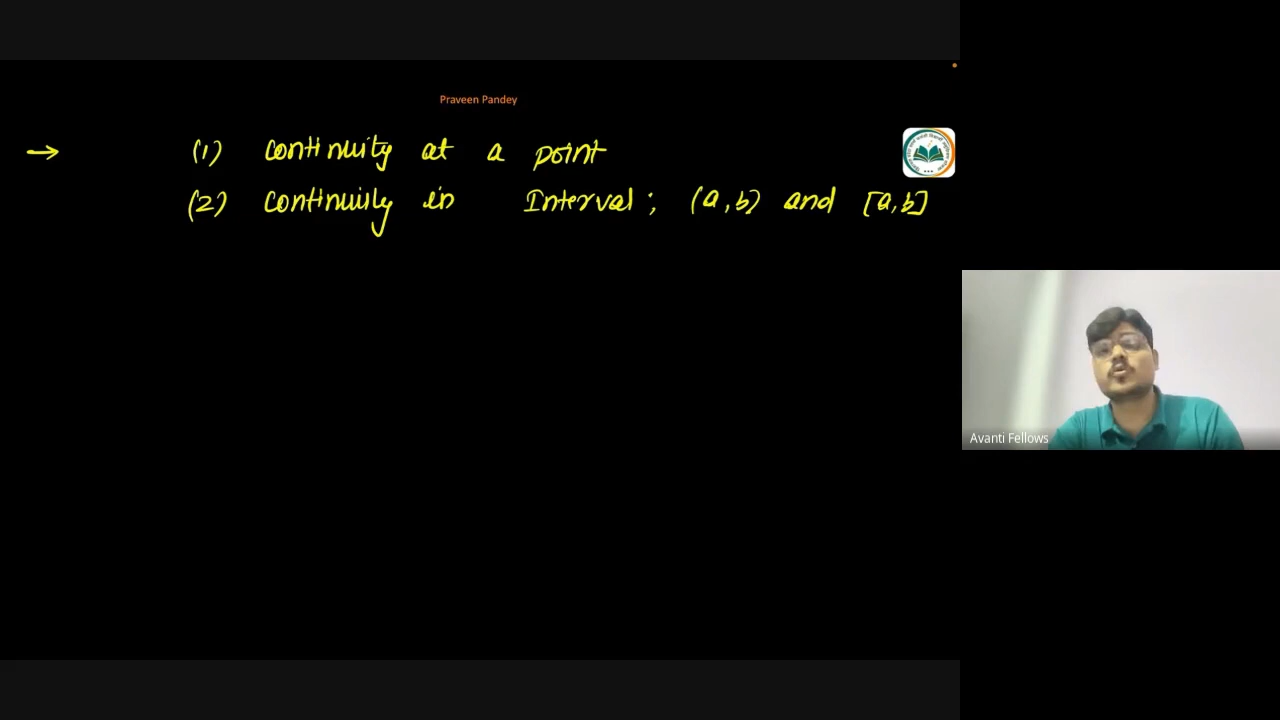 Praveen Pandey
→ (1) continuity at a point
(2) continuity in Interval ; (a,b) and [a,b]
Avanti Fellows